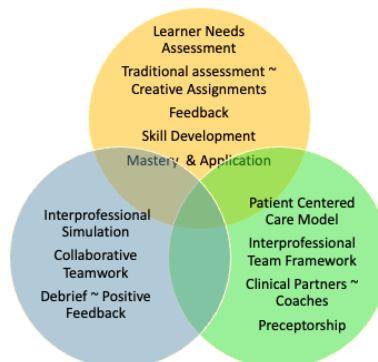 Learner Needs
Assessment
Traditional assessment ~
Creative Assignments
Feedback
Skill Development
Mastery & Application
Interprofessional
Simulation
Collaborative
Teamwork
Debrief ~ Positive
Feedback
Patient Centered
Care Model
Interprofessional
Team Framework
Clinical Partners ~
Coaches
Preceptorship